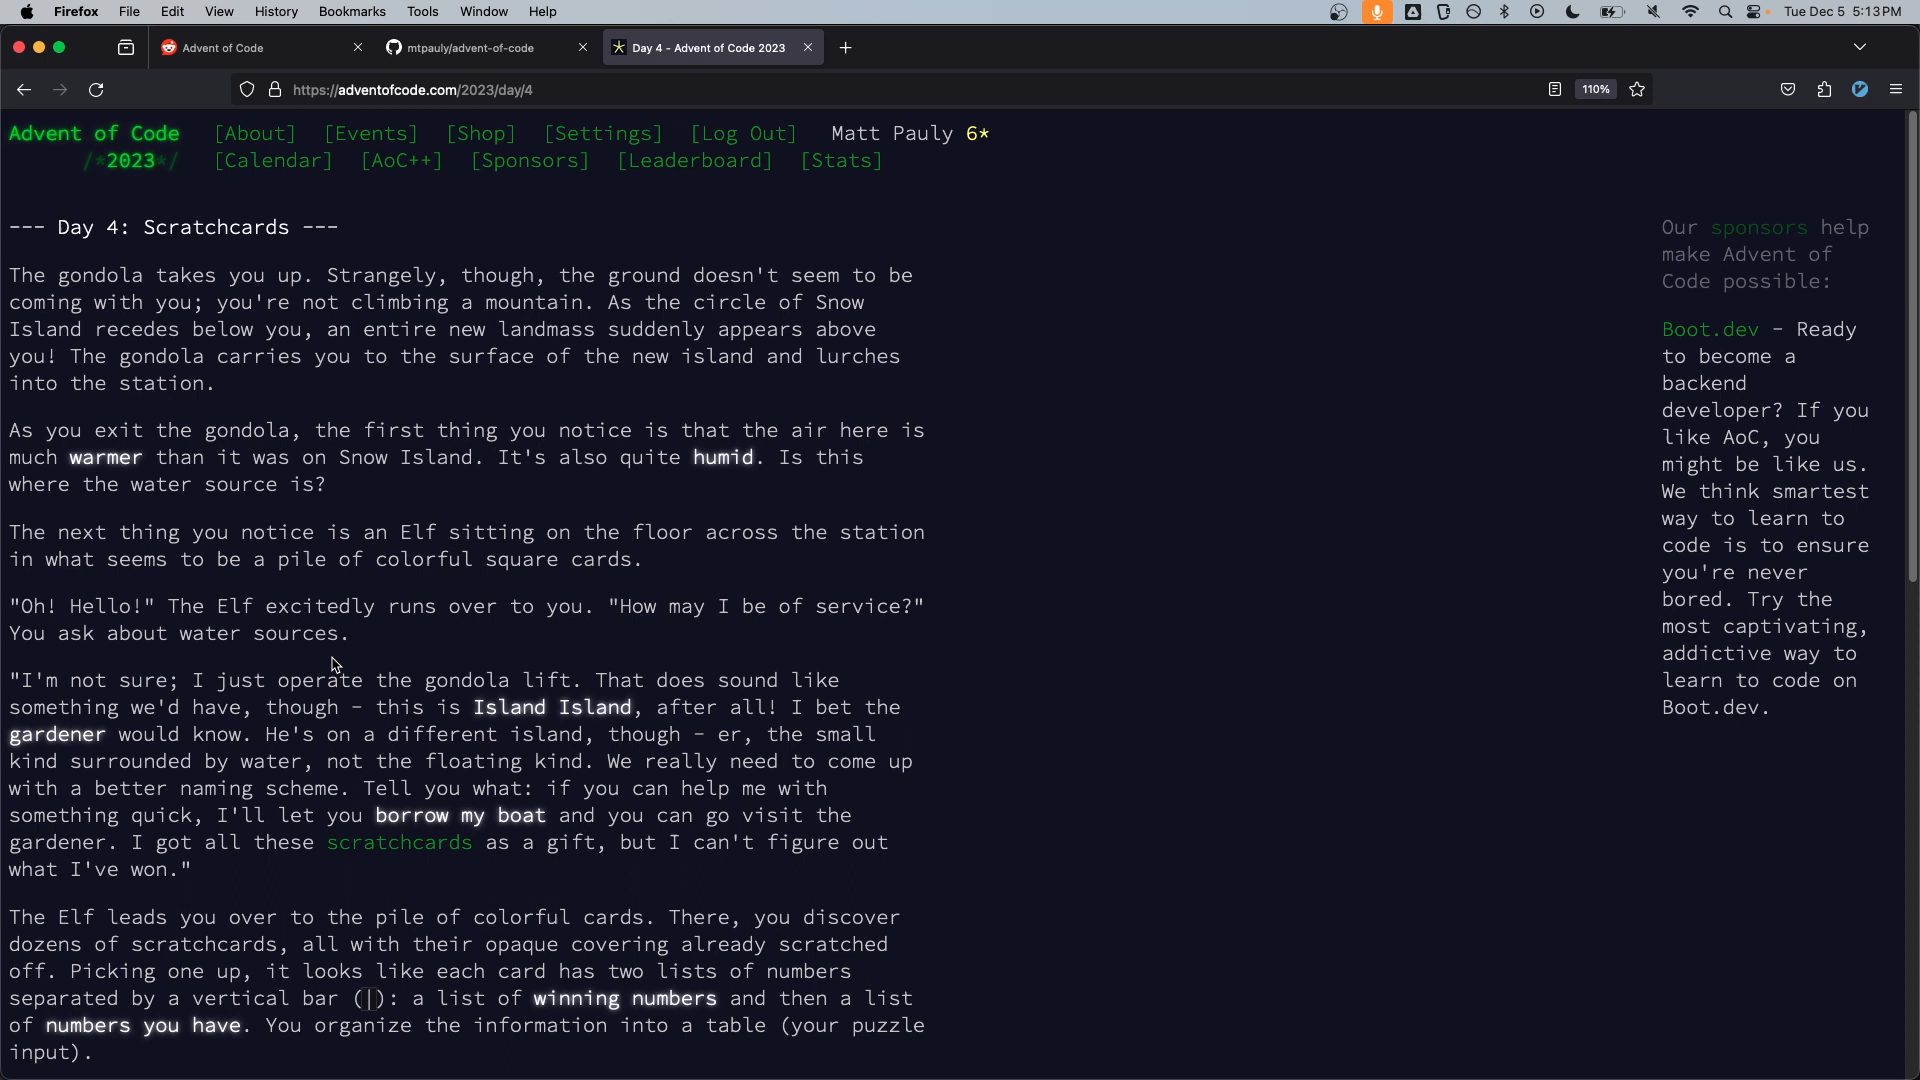 Firefox File Edit View History Bookmarks Tools Window Help Tue Dec 5 5:13 PM
Advent of Code mtpauly/advent-of-code Day 4 - Advent of Code 2023
https://adventofcode.com/2023/day/4 110%
Advent of Code [About] [Events] [Shop] [Settings] [Log Out] Matt Pauly 6*
/*2023*/ [Calendar] [AoC++] [Sponsors] [Leaderboard] [Stats]
--- Day 4: Scratchcards ---
The gondola takes you up. Strangely, though, the ground doesn't seem to be
coming with you; you're not climbing a mountain. As the circle of Snow
Island recedes below you, an entire new landmass suddenly appears above
you! The gondola carries you to the surface of the new island and lurches
into the station.
As you exit the gondola, the first thing you notice is that the air here is
much warmer than it was on Snow Island. It's also quite humid. Is this
where the water source is?
The next thing you notice is an Elf sitting on the floor across the station
in what seems to be a pile of colorful square cards.
"Oh! Hello!" The Elf excitedly runs over to you. "How may I be of service?"
You ask about water sources.
"I'm not sure; I just operate the gondola lift. That does sound like
something we'd have, though - this is Island Island, after all! I bet the
gardener would know. He's on a different island, though - er, the small
kind surrounded by water, not the floating kind. We really need to come up
with a better naming scheme. Tell you what: if you can help me with
something quick, I'll let you borrow my boat and you can go visit the
gardener. I got all these scratchcards as a gift, but I can't figure out
what I've won."
The Elf leads you over to the pile of colorful cards. There, you discover
dozens of scratchcards, all with their opaque covering already scratched
off. Picking one up, it looks like each card has two lists of numbers
separated by a vertical bar (|): a list of winning numbers and then a list
of numbers you have. You organize the information into a table (your puzzle
input).
Our sponsors help
make Advent of
Code possible:
Boot.dev - Ready
to become a
backend
developer? If you
like AoC, you
might be like us.
We think smartest
way to learn to
code is to ensure
you're never
bored. Try the
most captivating,
addictive way to
learn to code on
Boot.dev.